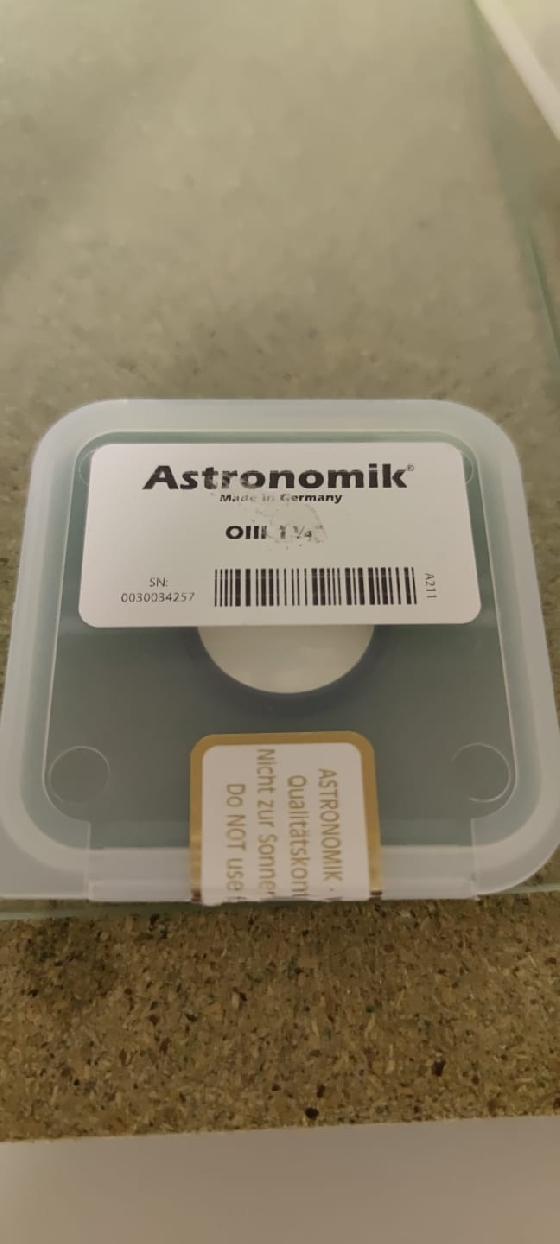 Astronomik®
Made in Germany
OIII 1¼"
SN:
0030034257
A211
ASTRONOMIK -
Qualitätskon
Nicht zur Sonne
Do NOT use